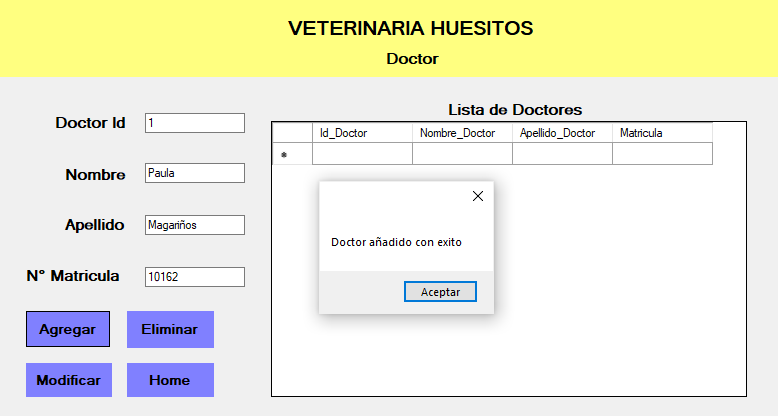 VETERINARIA HUESITOS
Doctor
Lista de Doctores
Doctor Id 1
Nombre Paula
Apellido Magariños
N° Matricula 10162
Id_Doctor Nombre_Doctor Apellido_Doctor Matricula
*
Doctor añadido con exito
Aceptar
Agregar Eliminar
Modificar Home